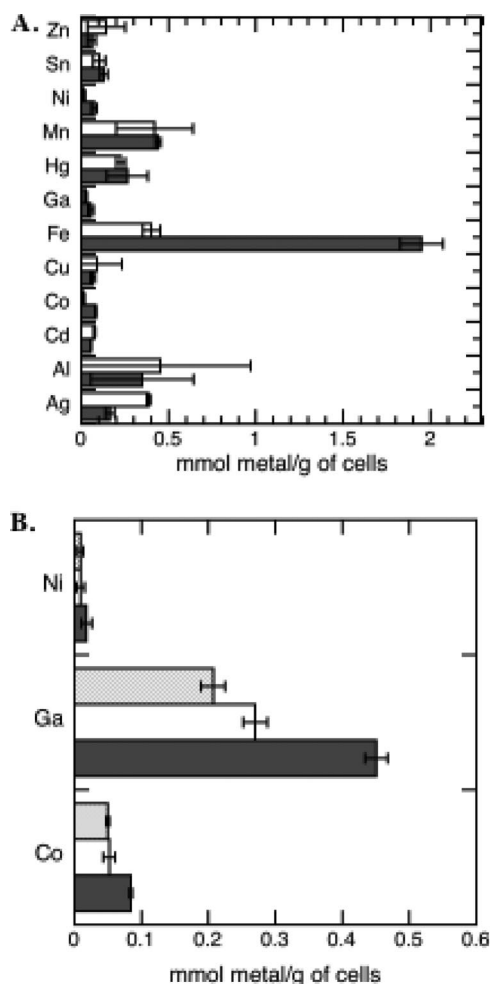 A.
Zn
Sn
Ni
Mn
Hg
Ga
Fe
Cu
Co
Cd
Al
Ag
0 0.5 1 1.5 2
mmol metal/g of cells
B.
Ni
Ga
Co
0 0.1 0.2 0.3 0.4 0.5 0.6
mmol metal/g of cells